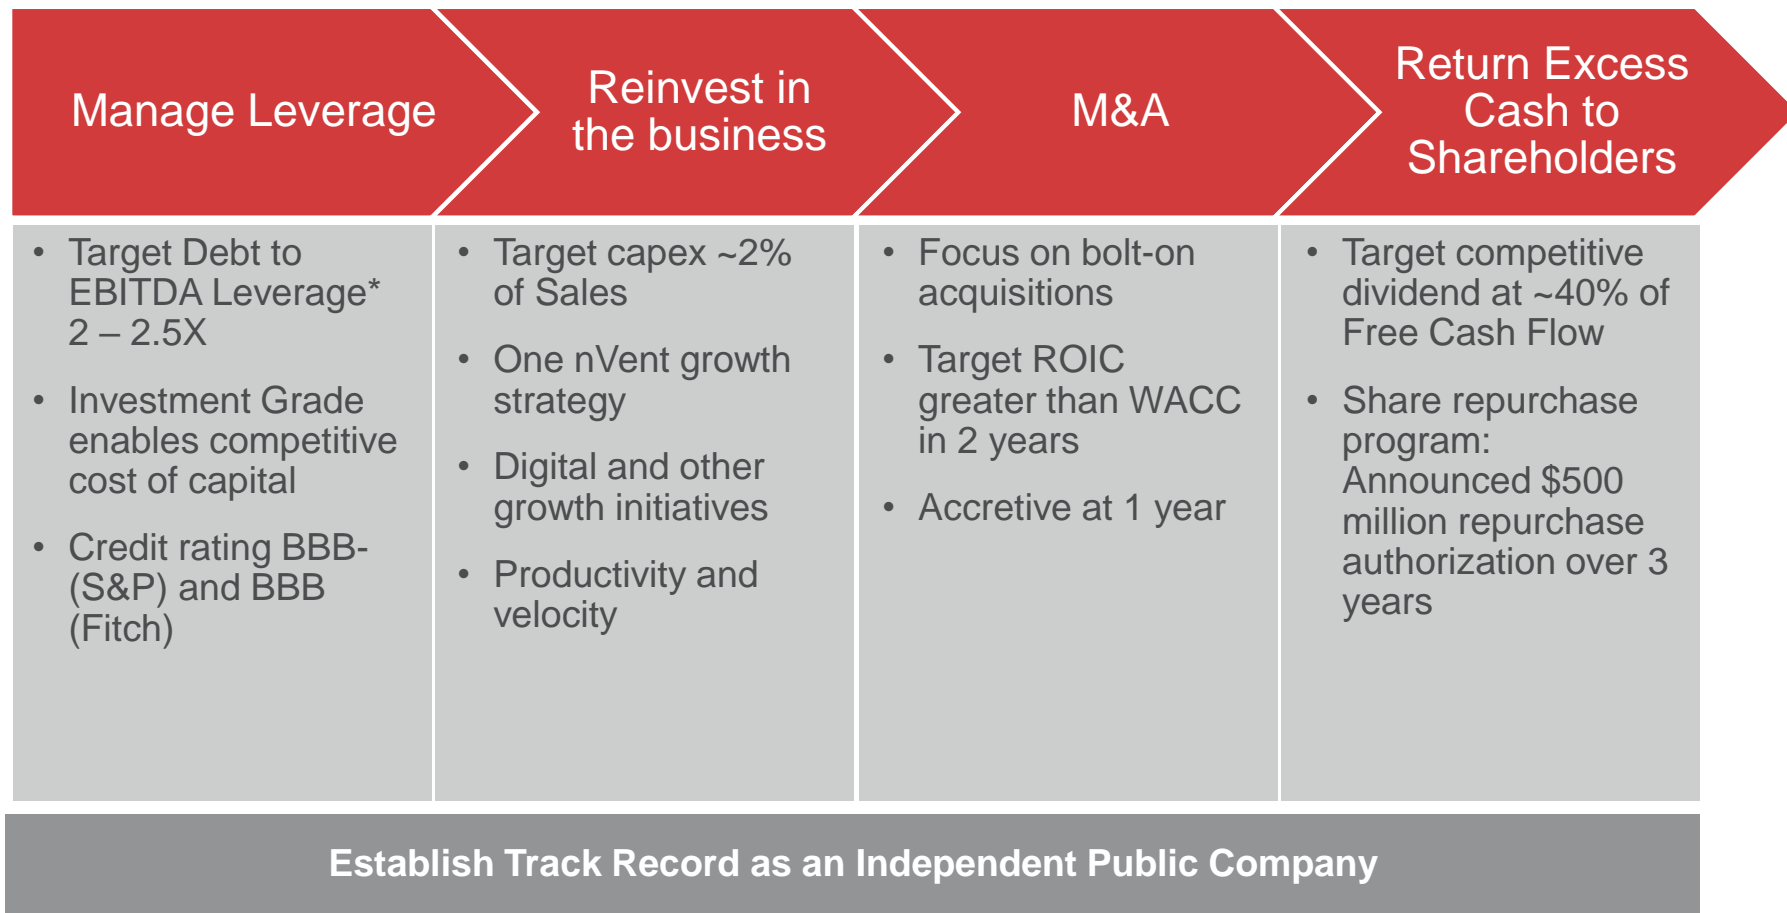 Manage Leverage
Reinvest in
the business
M&A
Return Excess
Cash to
Shareholders
• Target Debt to
EBITDA Leverage*
2 – 2.5X
• Investment Grade
enables competitive
cost of capital
• Credit rating BBB-
(S&P) and BBB
(Fitch)
• Target capex ~2%
of Sales
• One nVent growth
strategy
• Digital and other
growth initiatives
• Productivity and
velocity
• Focus on bolt-on
acquisitions
• Target ROIC
greater than WACC
in 2 years
• Accretive at 1 year
• Target competitive
dividend at ~40% of
Free Cash Flow
• Share repurchase
program:
Announced $500
million repurchase
authorization over 3
years
Establish Track Record as an Independent Public Company